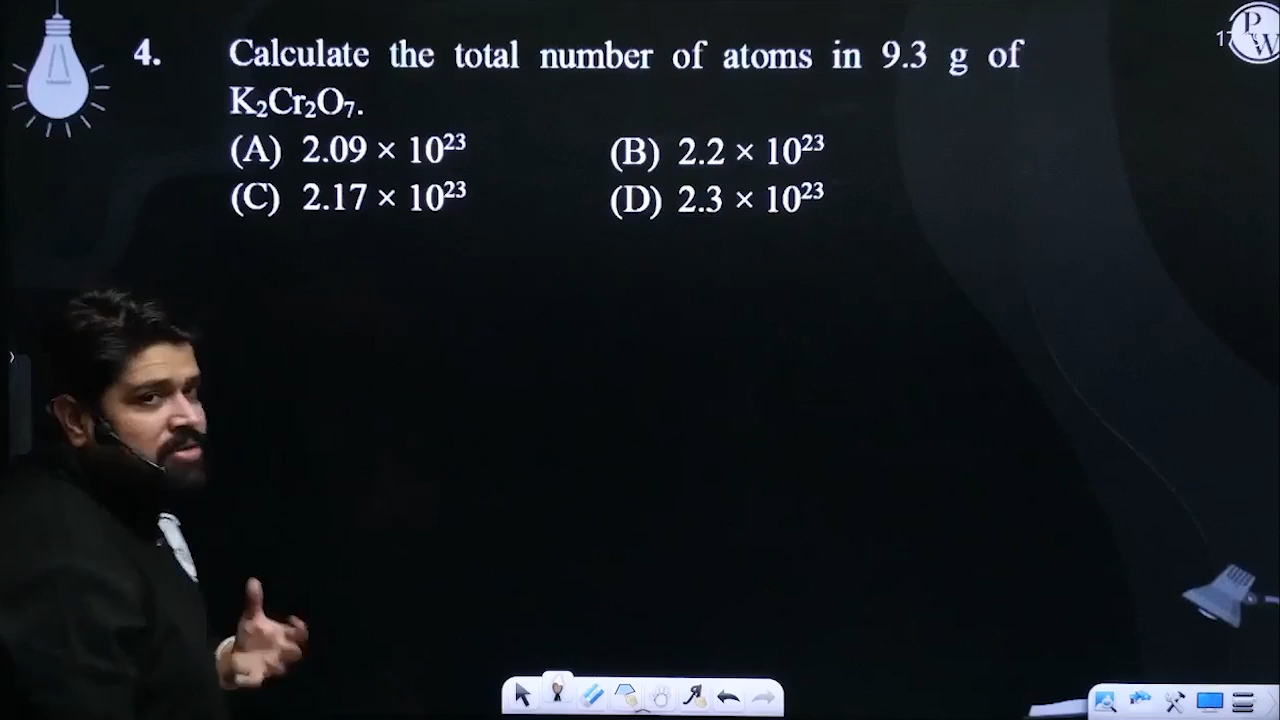 4. Calculate the total number of atoms in 9.3 g of
K₂Cr₂O₇.
(A) 2.09 × 10²³ (B) 2.2 × 10²³
(C) 2.17 × 10²³ (D) 2.3 × 10²³
PW